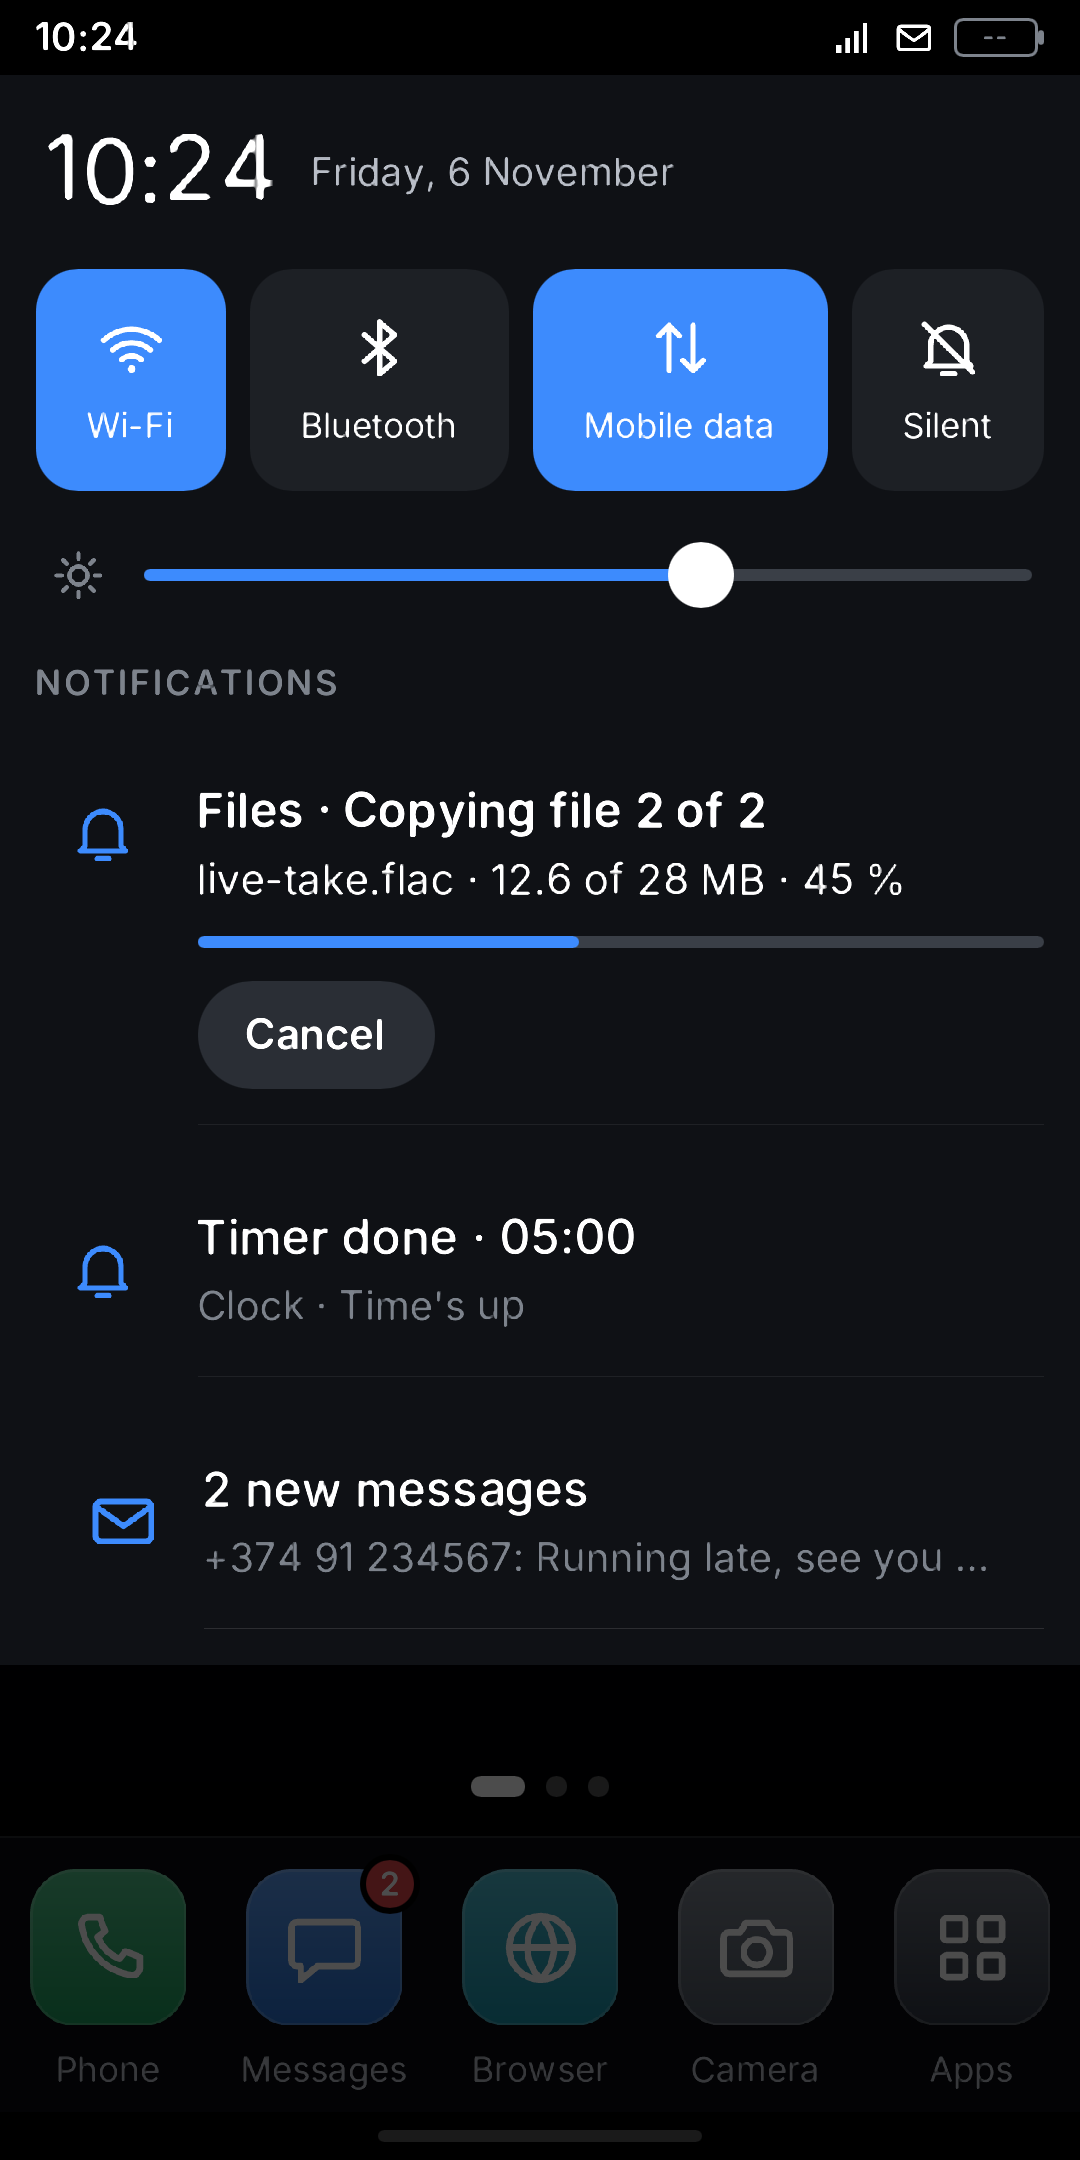 10:24
--
10:24 Friday, 6 November
Wi-Fi Bluetooth Mobile data Silent
NOTIFICATIONS
Files · Copying file 2 of 2
live-take.flac · 12.6 of 28 MB · 45 %
Cancel
Timer done · 05:00
Clock · Time's up
2 new messages
+374 91 234567: Running late, see you ...
2
Phone Messages Browser Camera Apps